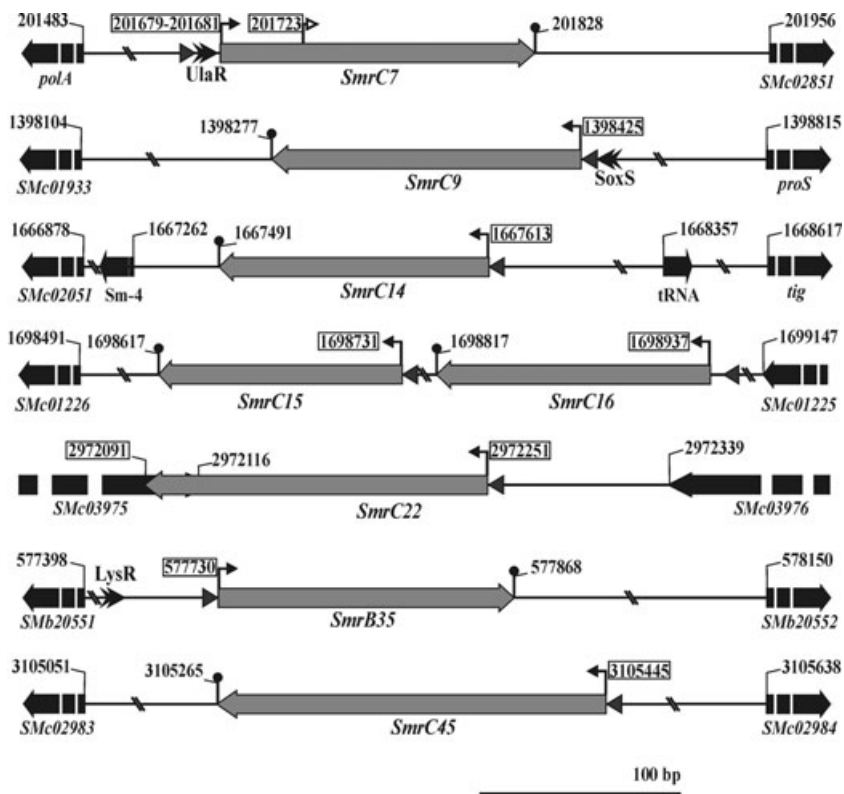 201483 201679-201681 201723 201828 201956
polA UlaR SmrC7 SMc02851
1398104 1398277 1398425 1398815
SMc01933 SmrC9 SoxS proS
1666878 1667262 1667491 1667613 1668357 1668617
SMc02051 Sm-4 SmrC14 tRNA tig
1698491 1698617 1698731 1698817 1698937 1699147
SMc01226 SmrC15 SmrC16 SMc01225
2972091 2972116 2972251 2972339
SMc03975 SmrC22 SMc03976
577398 LysR 577730 577868 578150
SMb20551 SmrB35 SMb20552
3105051 3105265 3105445 3105638
SMc02983 SmrC45 SMc02984
100 bp